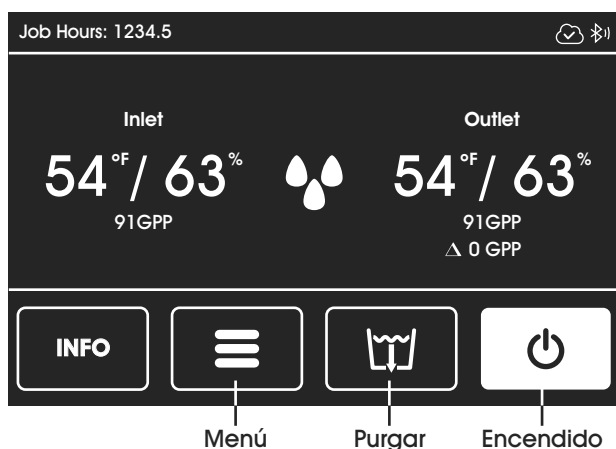 Job Hours: 1234.5
Inlet
Outlet
54°F/ 63%
54°F/ 63%
91GPP
91GPP
△ 0 GPP
INFO
Menú
Purgar
Encendido